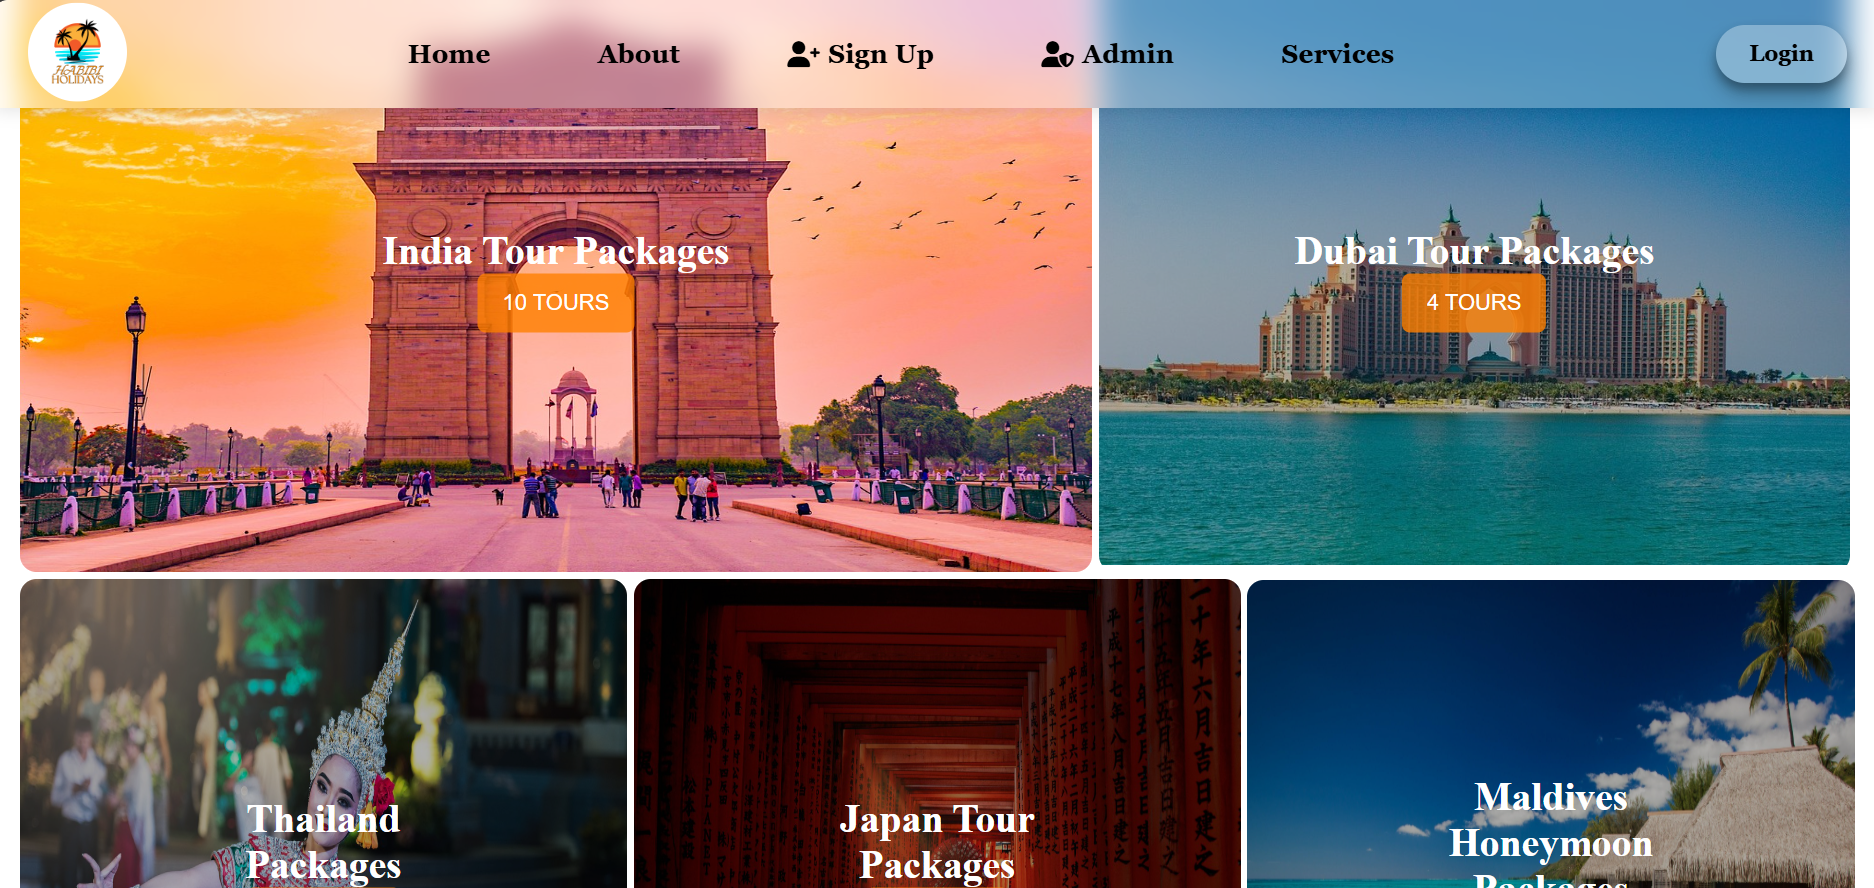 HABIBI
HOLIDAYS
Home
About
Sign Up
Admin
Services
Login
India Tour Packages
10 TOURS
Dubai Tour Packages
4 TOURS
Thailand
Packages
Japan Tour
Packages
Maldives
Honeymoon
Packages